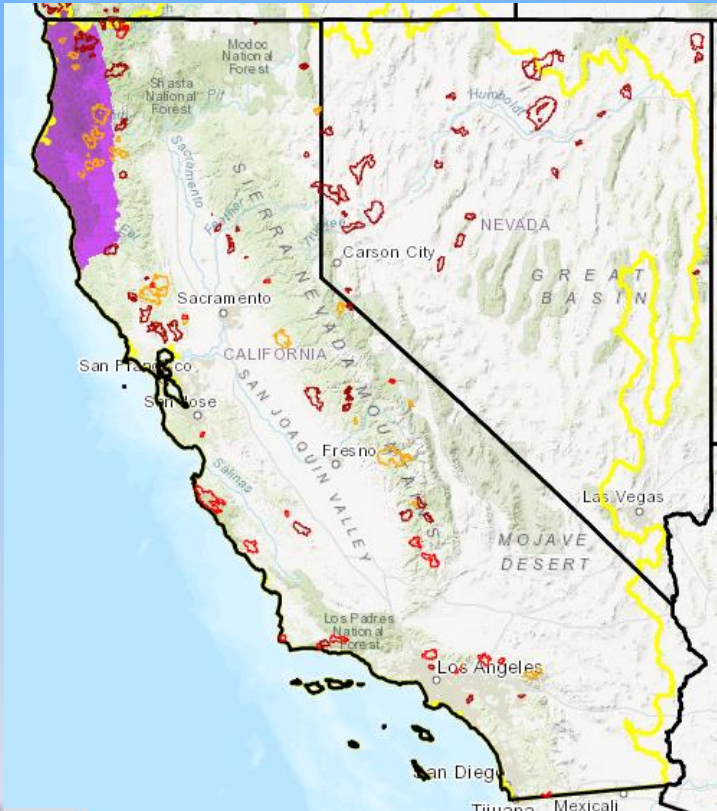 Modoc
National
Forest
Shasta
National
Forest
Pit
Humboldt
Sacramento
SIERRA NEVADA MOUNTAINS
Feather
Eel
NEVADA
Carson City
GREAT
BASIN
Sacramento
CALIFORNIA
San Francisco
San Jose
SAN JOAQUIN VALLEY
Fresno
Salinas
Las Vegas
MOJAVE
DESERT
Los Padres
National
Forest
Los Angeles
San Diego
Tijuana
Mexicali